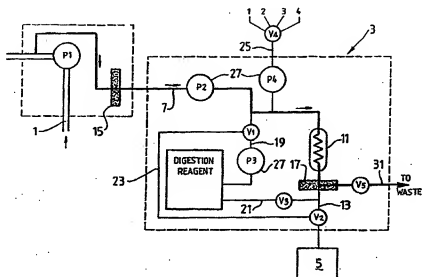 1 2 3 4
V4
25
3
P1
27
P4
P2
15
7
1
V1
19
11
P3
27
17
31
TO
WASTE
V5
23
DIGESTION
REAGENT
V3
21
13
V2
5